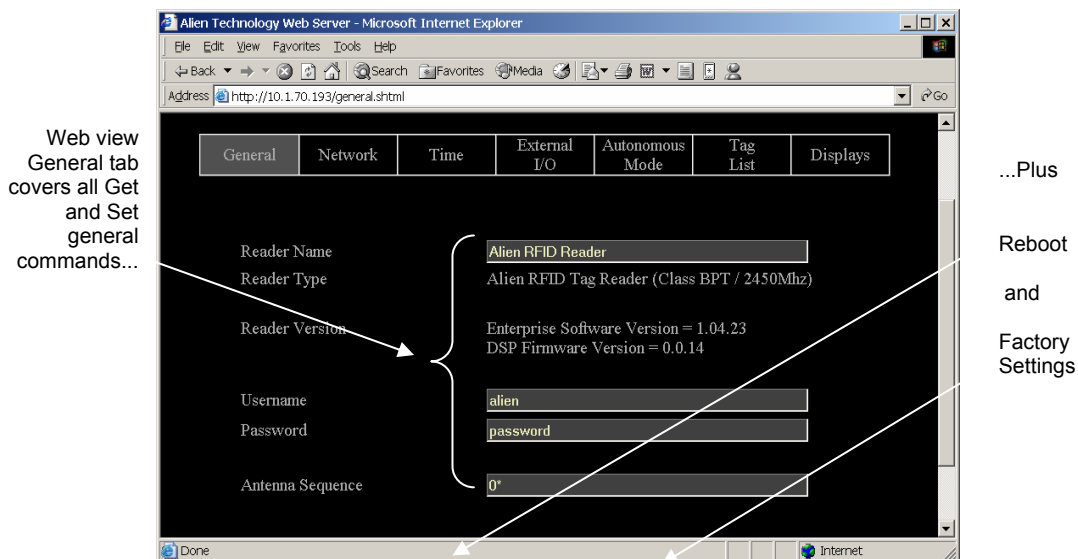 Alien Technology Web Server - Microsoft Internet Explorer
File Edit View Favorites Tools Help
Back Search Favorites Media
Address http://10.1.70.193/general.shtml Go
Web view
General tab
covers all Get
and Set
general
commands...
General Network Time External I/O Autonomous Mode Tag List Displays
Reader Name Alien RFID Reader
Reader Type Alien RFID Tag Reader (Class BPT / 2450Mhz)
Reader Version Enterprise Software Version = 1.04.23
DSP Firmware Version = 0.0.14
Username alien
Password password
Antenna Sequence 0*
Done Internet
...Plus
Reboot
and
Factory
Settings